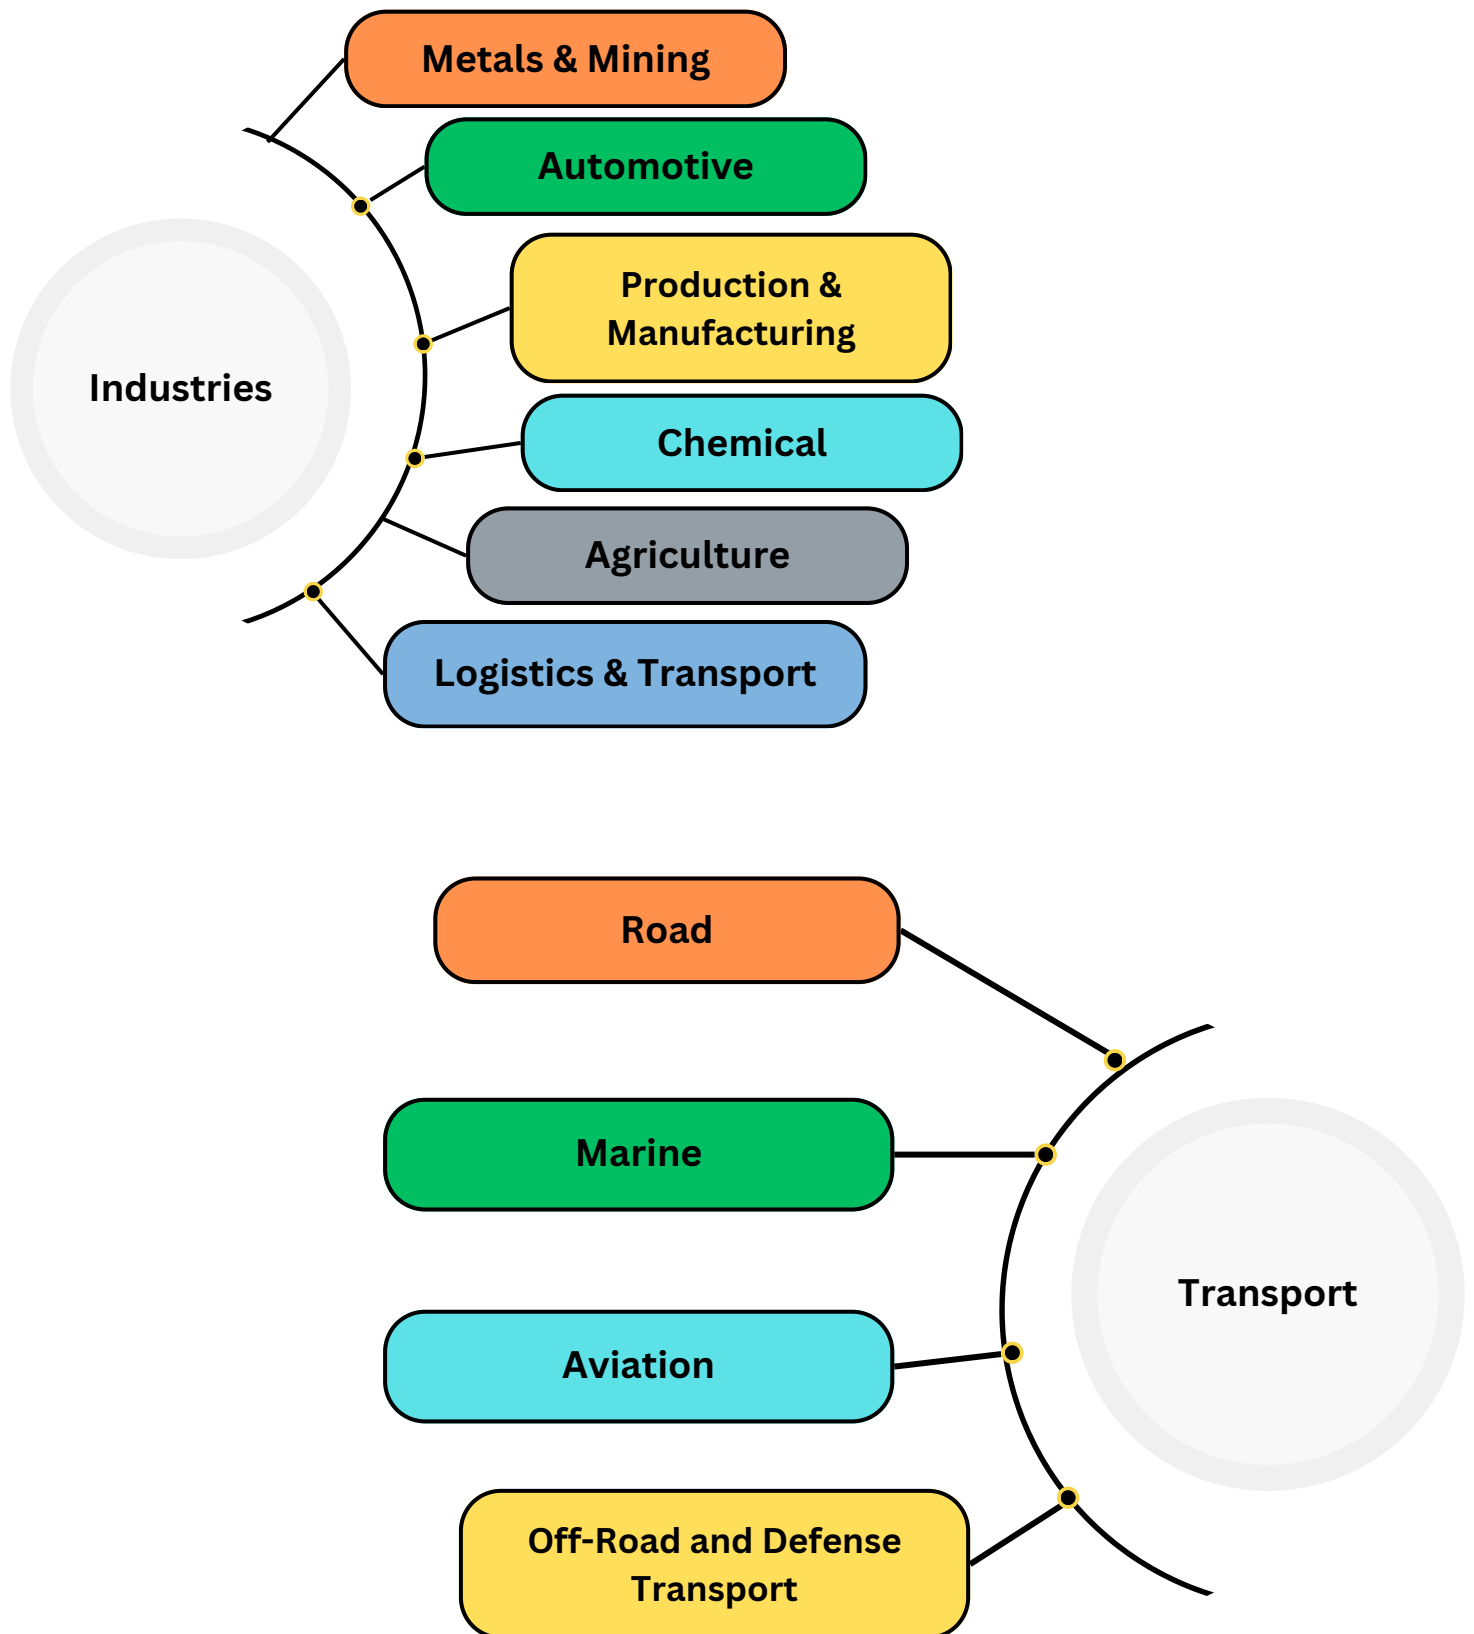 Metals & Mining
Automotive
Production &
Manufacturing
Industries
Chemical
Agriculture
Logistics & Transport
Road
Marine
Transport
Aviation
Off-Road and Defense
Transport